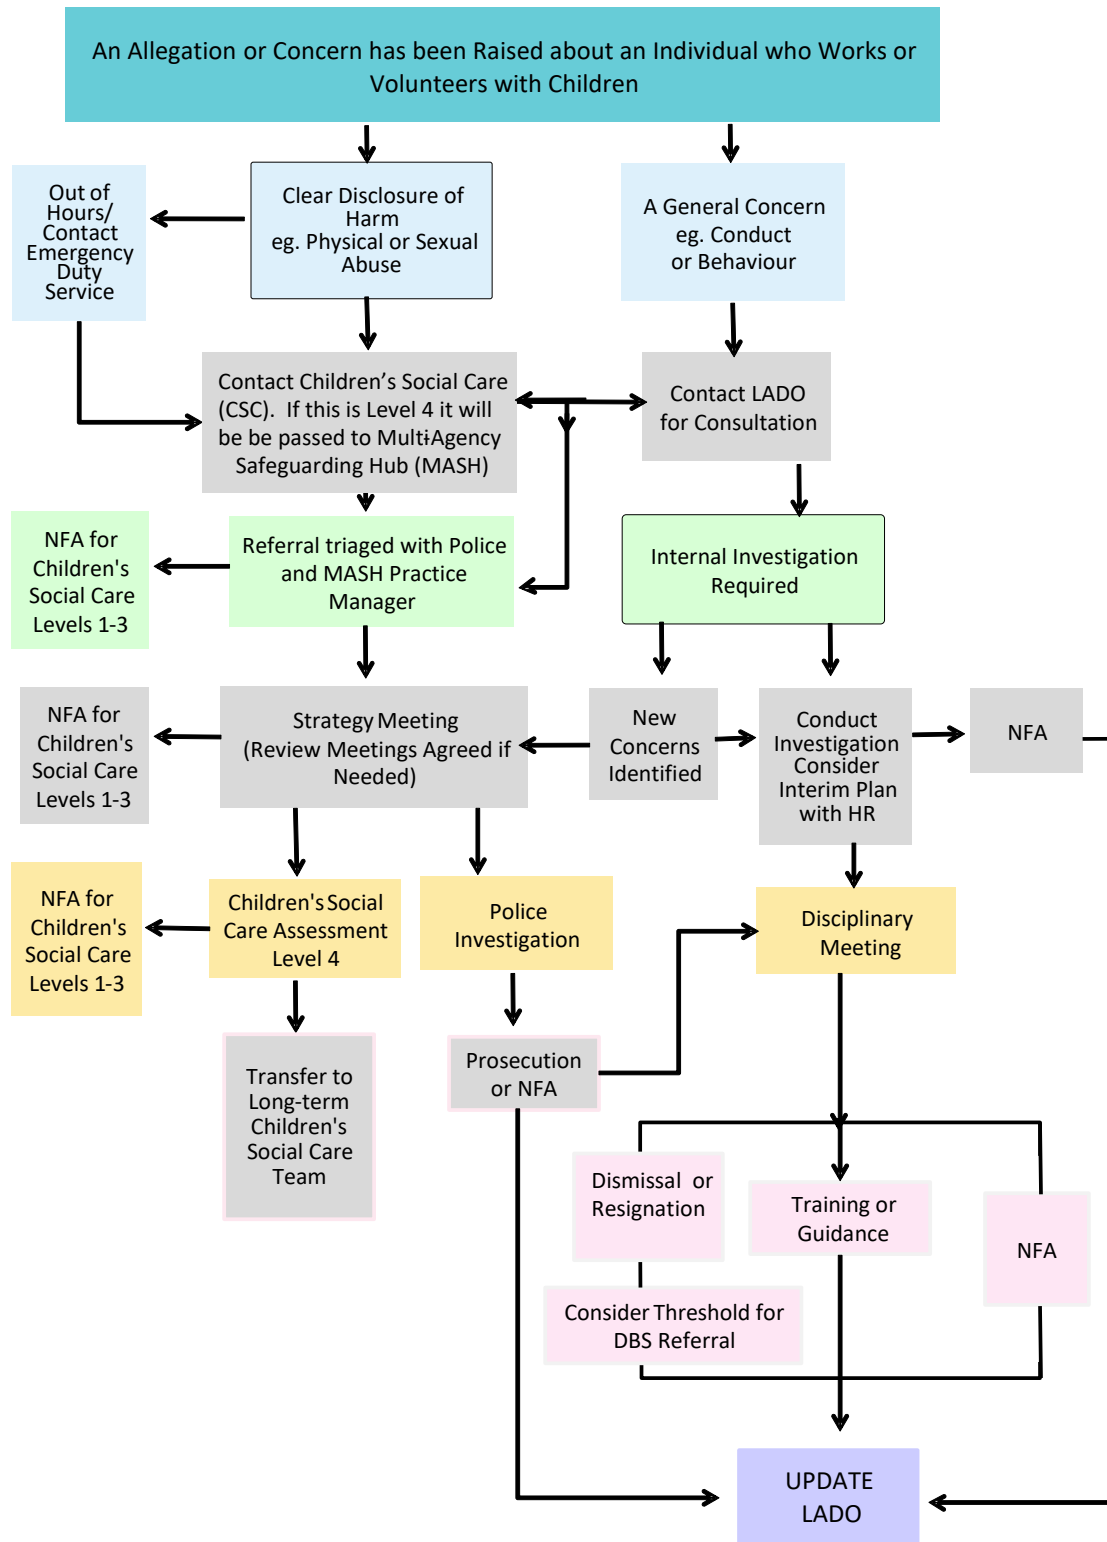 An Allegation or Concern has been Raised about an Individual who Works or
Volunteers with Children
Out of
Hours/
Contact
Emergency
Duty
Service
Clear Disclosure of
Harm
eg. Physical or Sexual
Abuse
A General Concern
eg. Conduct
or Behaviour
Contact Children's Social Care
(CSC).  If this is Level 4 it will
be be passed to Multi-Agency
Safeguarding Hub (MASH)
Contact LADO
for Consultation
NFA for
Children's
Social Care
Levels 1-3
Referral triaged with Police
and MASH Practice
Manager
Internal Investigation
Required
NFA for
Children's
Social Care
Levels 1-3
Strategy Meeting
(Review Meetings Agreed if
Needed)
New
Concerns
Identified
Conduct
Investigation
Consider
Interim Plan
with HR
NFA
NFA for
Children's
Social Care
Levels 1-3
Children's Social
Care Assessment
Level 4
Police
Investigation
Disciplinary
Meeting
Transfer to
Long-term
Children's
Social Care
Team
Prosecution
or NFA
Dismissal or
Resignation
Training or
Guidance
NFA
Consider Threshold for
DBS Referral
UPDATE
LADO